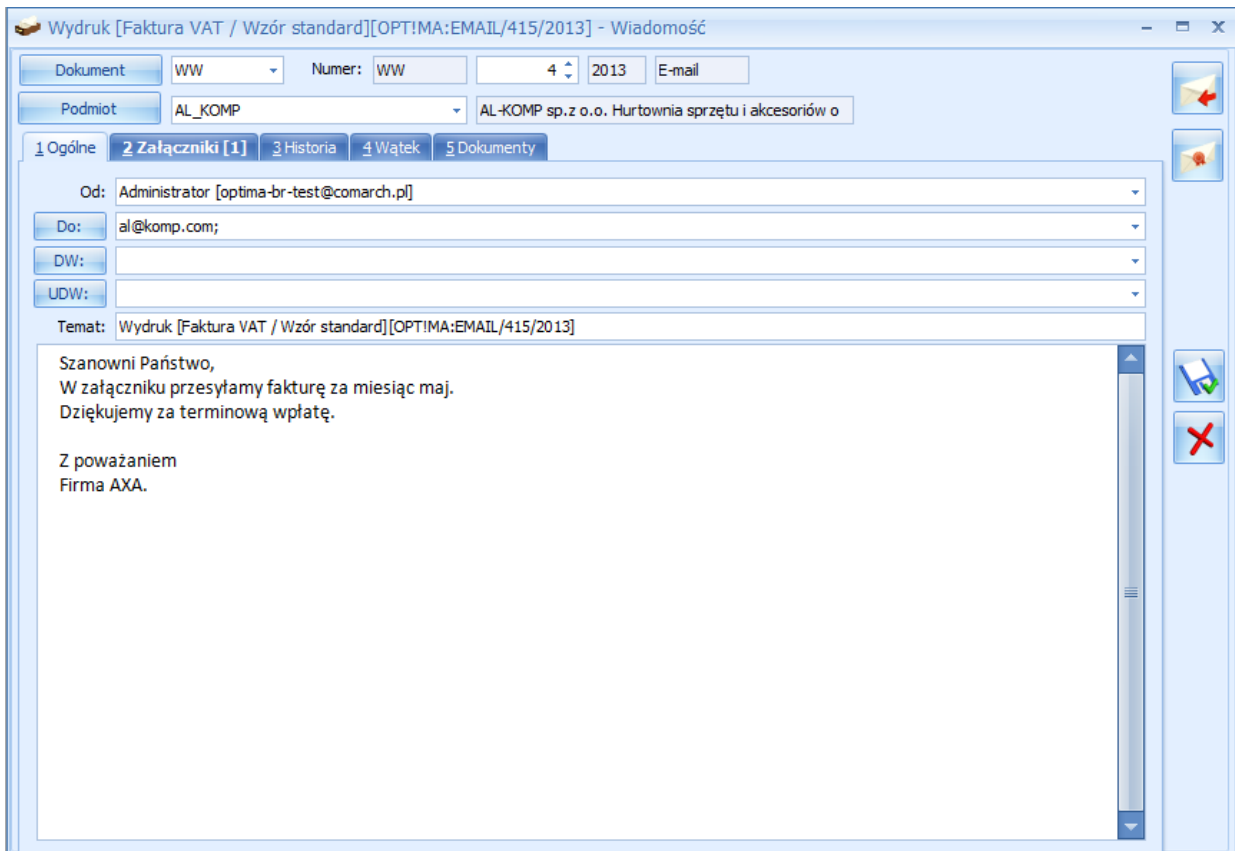 Wydruk [Faktura VAT / Wzór standard][OPT!MA:EMAIL/415/2013] - Wiadomość
Dokument WW Numer: WW 4 2013 E-mail
Podmiot AL_KOMP AL-KOMP sp.z o.o. Hurtownia sprzętu i akcesoriów o
1 Ogólne 2 Załączniki [1] 3 Historia 4 Wątek 5 Dokumenty
Od: Administrator [optima-br-test@comarch.pl]
Do: al@komp.com;
DW:
UDW:
Temat: Wydruk [Faktura VAT / Wzór standard][OPT!MA:EMAIL/415/2013]
Szanowni Państwo,
W załączniku przesyłamy fakturę za miesiąc maj.
Dziękujemy za terminową wpłatę.
Z poważaniem
Firma AXA.